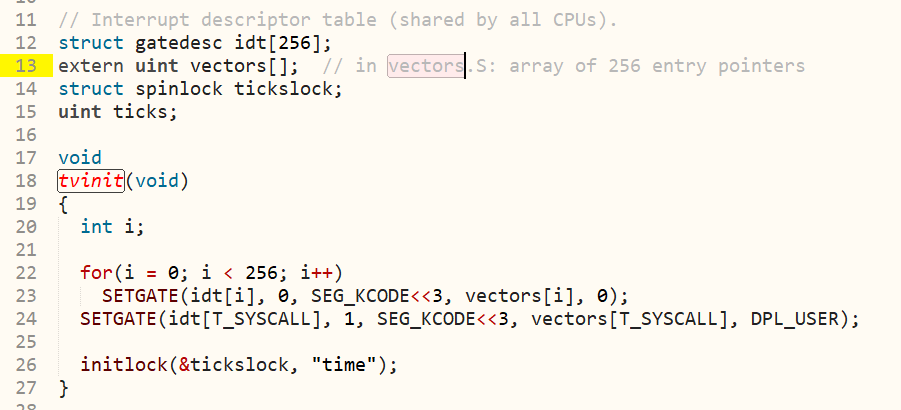 11 // Interrupt descriptor table (shared by all CPUs).
12 struct gatedesc idt[256];
13 extern uint vectors[];  // in vectors.S: array of 256 entry pointers
14 struct spinlock tickslock;
15 uint ticks;
16
17 void
18 tvinit(void)
19 {
20   int i;
21
22   for(i = 0; i < 256; i++)
23     SETGATE(idt[i], 0, SEG_KCODE<<3, vectors[i], 0);
24   SETGATE(idt[T_SYSCALL], 1, SEG_KCODE<<3, vectors[T_SYSCALL], DPL_USER);
25
26   initlock(&tickslock, "time");
27 }